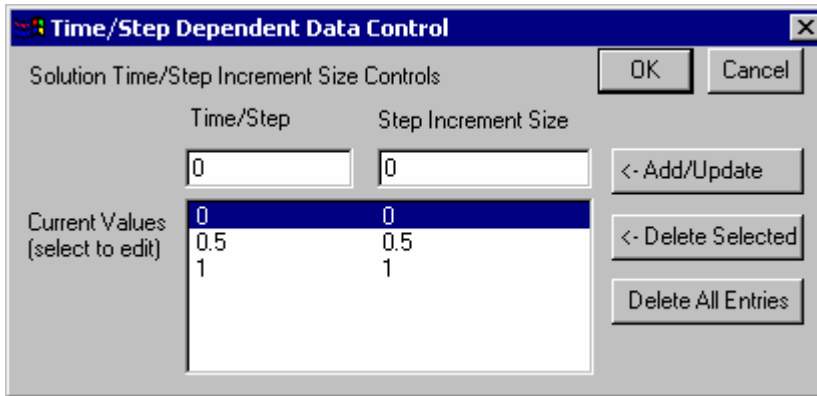 Time/Step Dependent Data Control
Solution Time/Step Increment Size Controls
OK
Cancel
Time/Step
Step Increment Size
0
0
<- Add/Update
Current Values
(select to edit)
0 0
0.5 0.5
1 1
<- Delete Selected
Delete All Entries